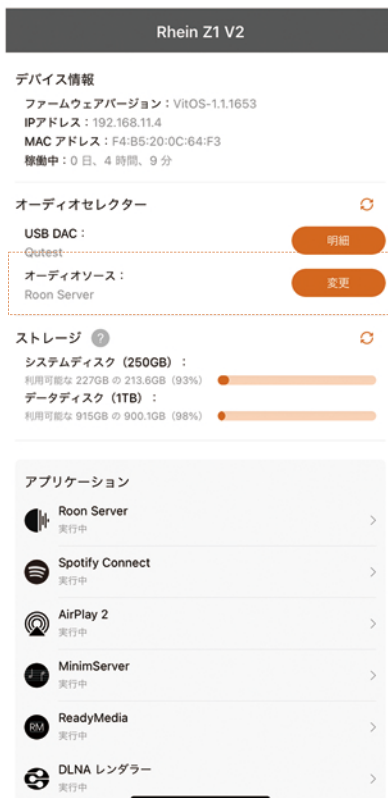 Rhein Z1 V2
デバイス情報
ファームウェアバージョン：VitOS-1.1.1653
IPアドレス：192.168.11.4
MAC アドレス：F4:B5:20:0C:64:F3
稼働中：0 日、4 時間、9 分
オーディオセレクター
USB DAC：
Qutest
明細
オーディオソース：
Roon Server
変更
ストレージ ?
システムディスク（250GB）：
利用可能な 227GB の 213.6GB（93%）
データディスク（1TB）：
利用可能な 915GB の 900.1GB（98%）
アプリケーション
Roon Server
実行中
Spotify Connect
実行中
AirPlay 2
実行中
MinimServer
実行中
RM
ReadyMedia
実行中
DLNA レンダラー
実行中